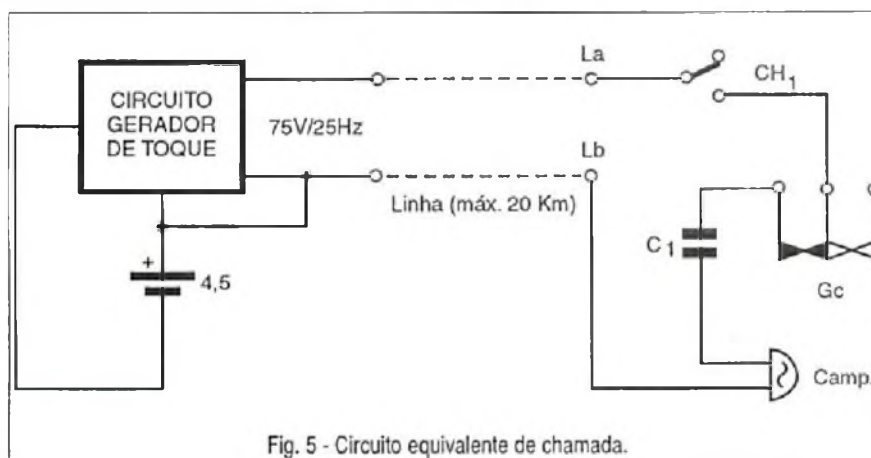 La
CH1
CIRCUITO
GERADOR
DE TOQUE
75V/25Hz
Lb
Linha (máx. 20 Km)
C1
+
4,5
Gc
Camp.
Fig. 5 - Circuito equivalente de chamada.